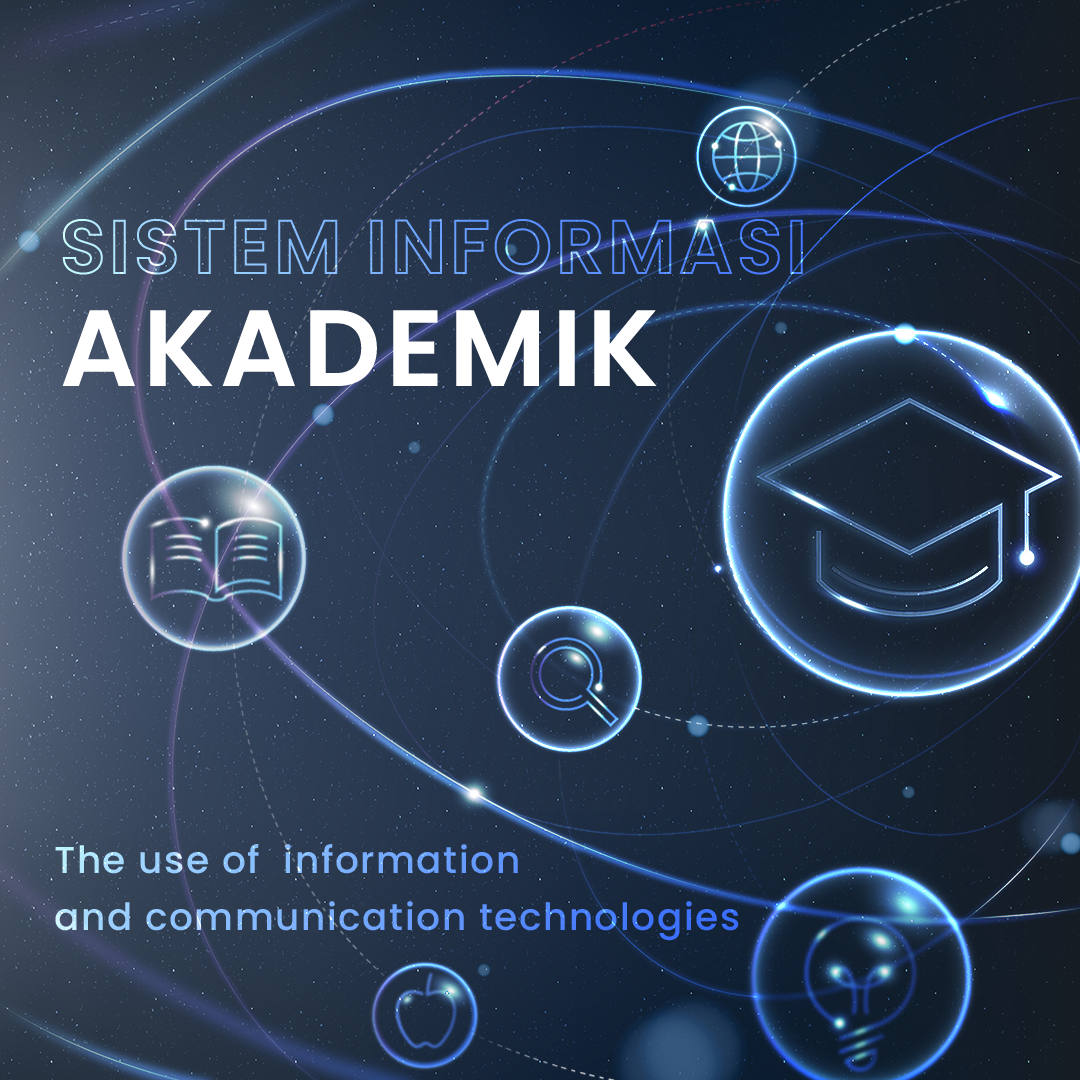 SISTEM INFORMASI
AKADEMIK
The use of information
and communication technologies